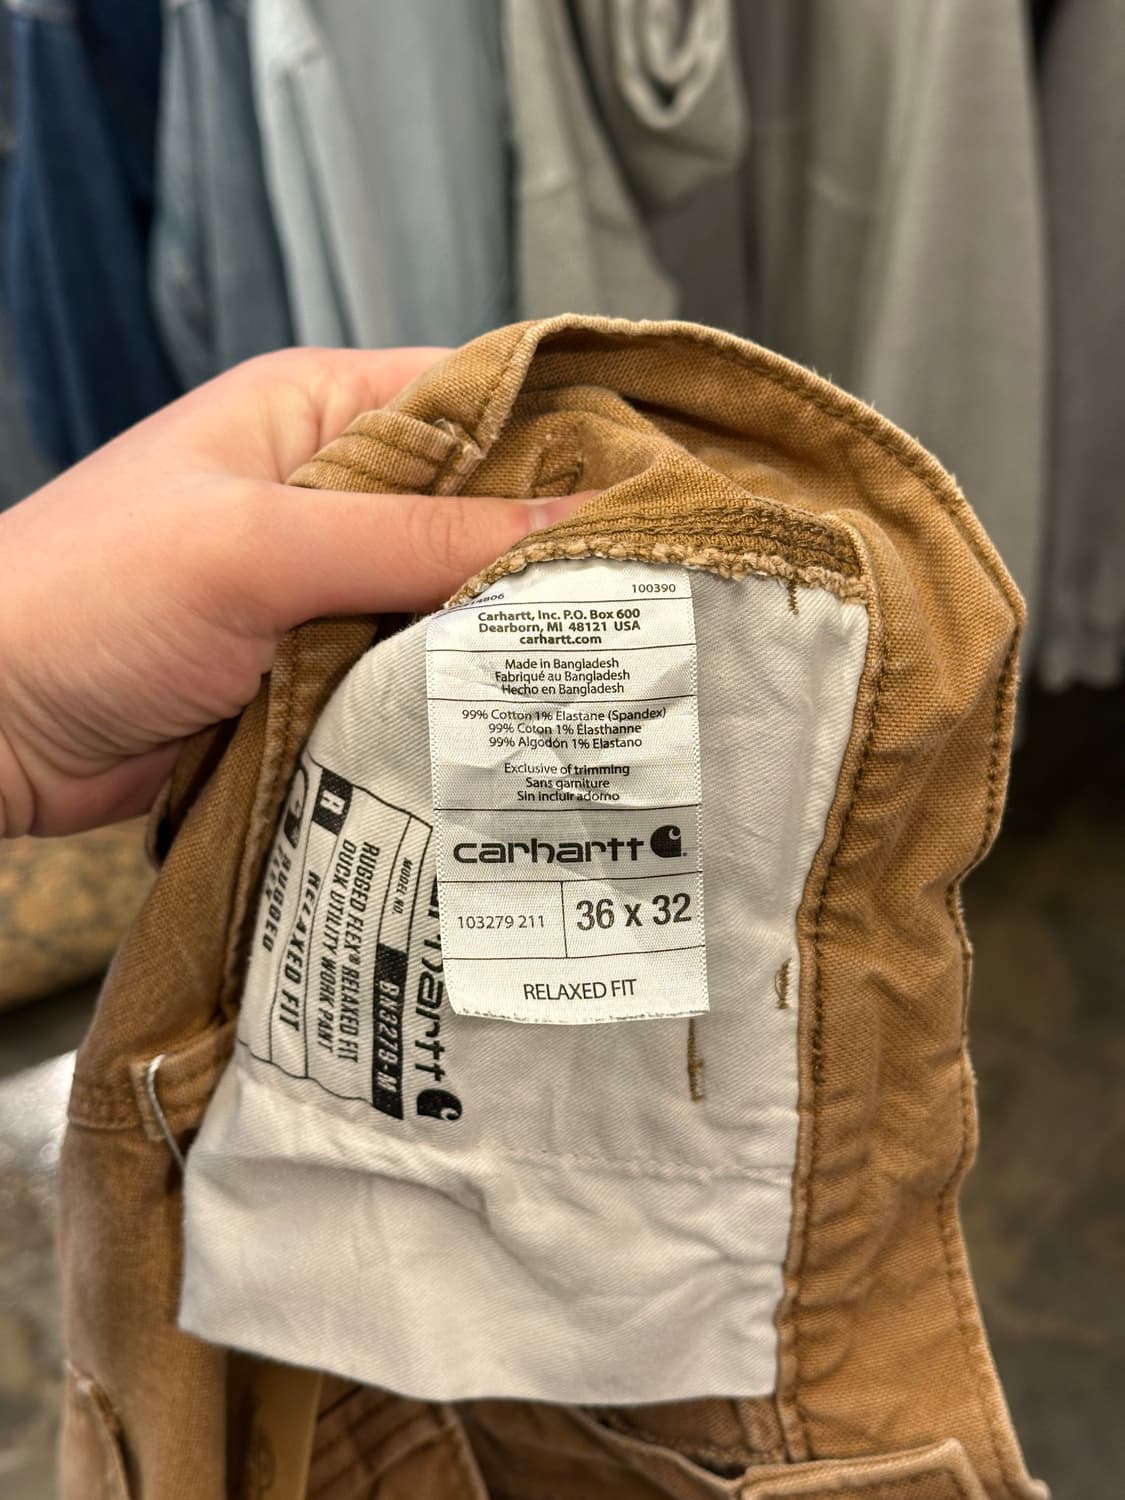 100390
Carhartt, Inc. P.O. Box 600
Dearborn, MI 48121 USA
carhartt.com
Made in Bangladesh
Fabriqué au Bangladesh
Hecho en Bangladesh
99% Cotton 1% Elastane (Spandex)
99% Coton 1% Élasthanne
99% Algodón 1% Elastano
Exclusive of trimming
Sans garniture
Sin incluir adorno
carhartt
103279 211
36 x 32
RELAXED FIT
MODEL NO.
RUGGED FLEX® RELAXED FIT
DUCK UTILITY WORK PANT
RELAXED FIT
RUGGED